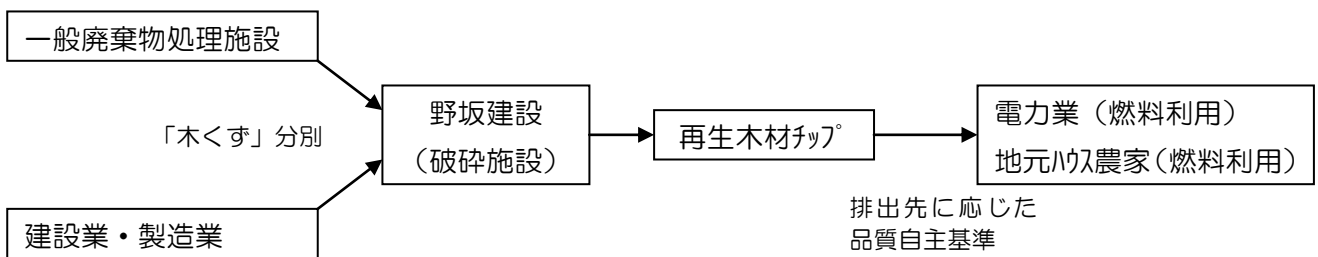 一般廃棄物処理施設
「木くず」分別
建設業・製造業
野坂建設
（破砕施設）
再生木材ﾁｯﾌﾟ
排出先に応じた
品質自主基準
電力業（燃料利用）
地元ﾊｳｽ農家（燃料利用）